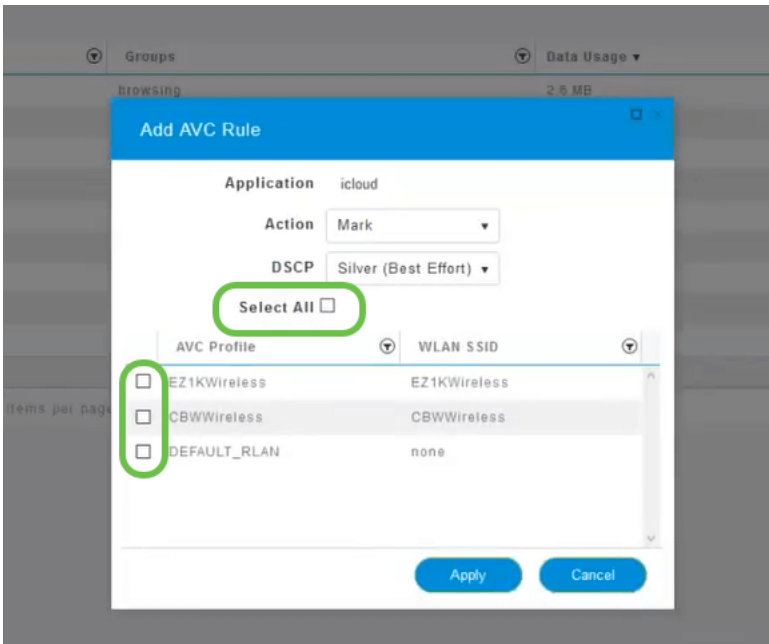 Groups Data Usage
browsing 2.6 MB
Add AVC Rule
Application icloud
Action Mark
DSCP Silver (Best Effort)
Select All
AVC Profile WLAN SSID
EZ1KWireless EZ1KWireless
CBWWireless CBWWireless
items per page
DEFAULT_RLAN none
Apply Cancel